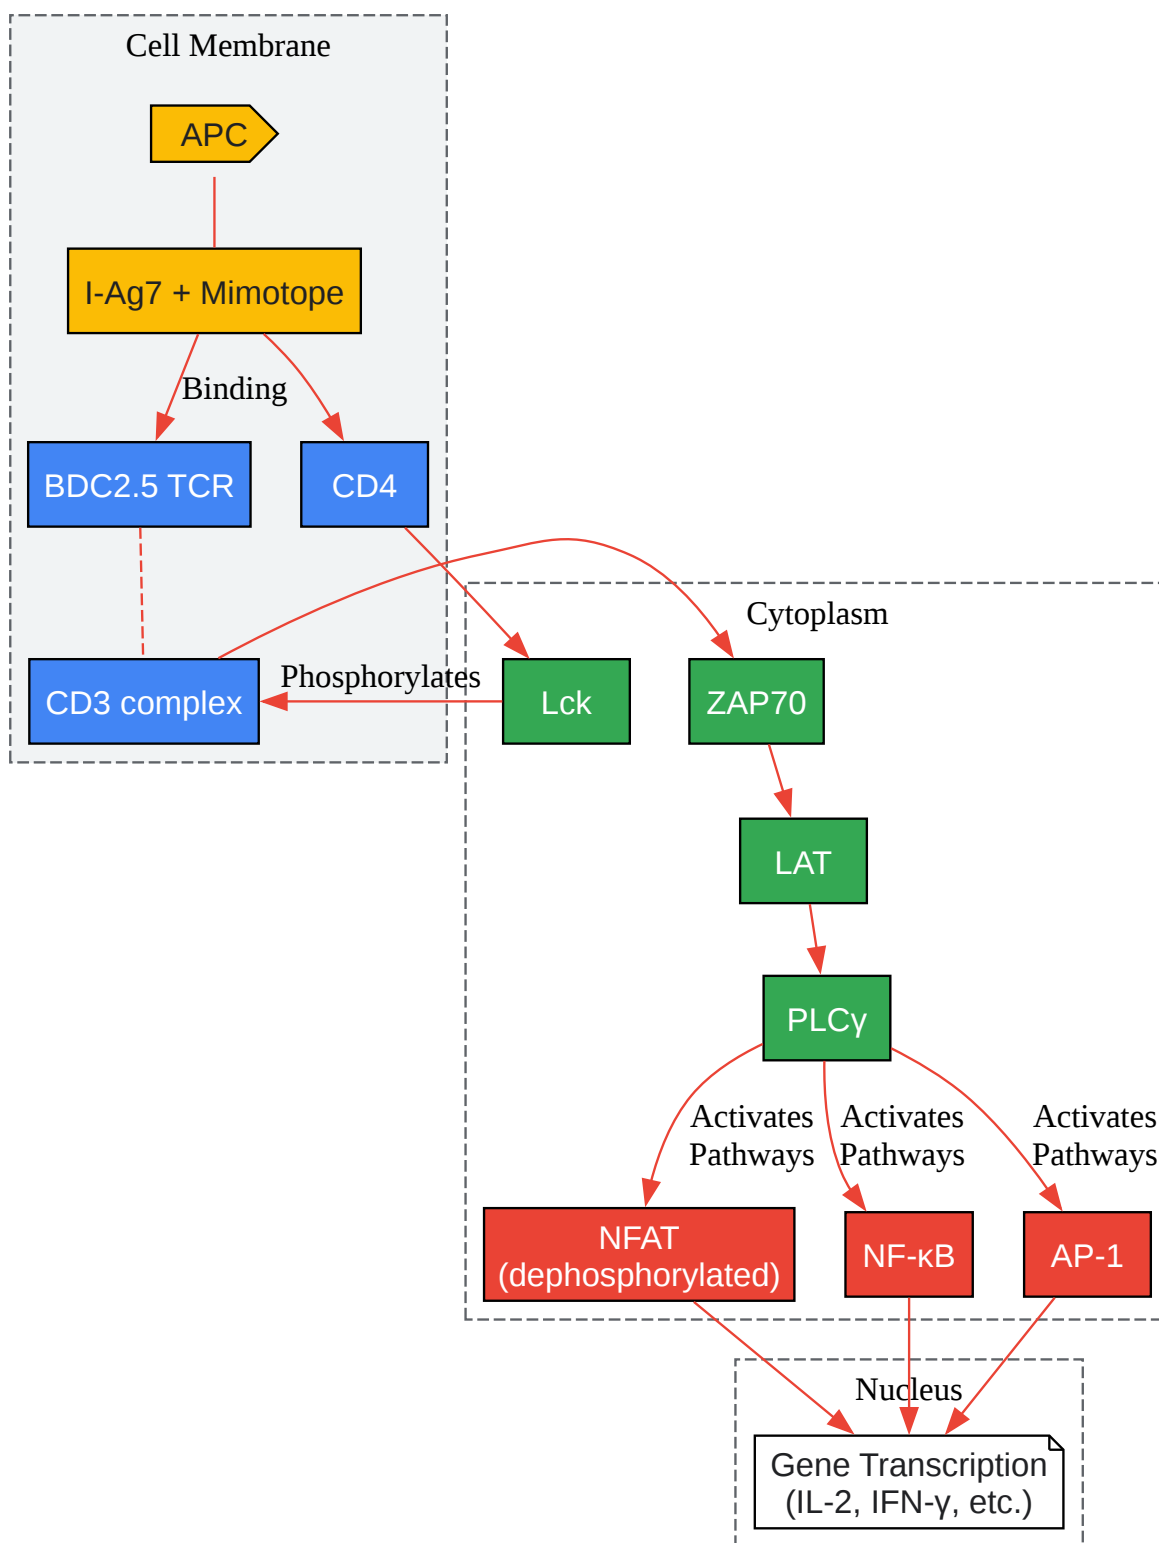 Cell Membrane
APC
I-Ag7 + Mimotope
Binding
BDC2.5 TCR
CD4
Cytoplasm
CD3 complex
Phosphorylates
Lck
ZAP70
LAT
PLCγ
Activates
Pathways
Activates
Pathways
Activates
Pathways
NFAT
(dephosphorylated)
NF-κB
AP-1
Nucleus
Gene Transcription
(IL-2, IFN-γ, etc.)